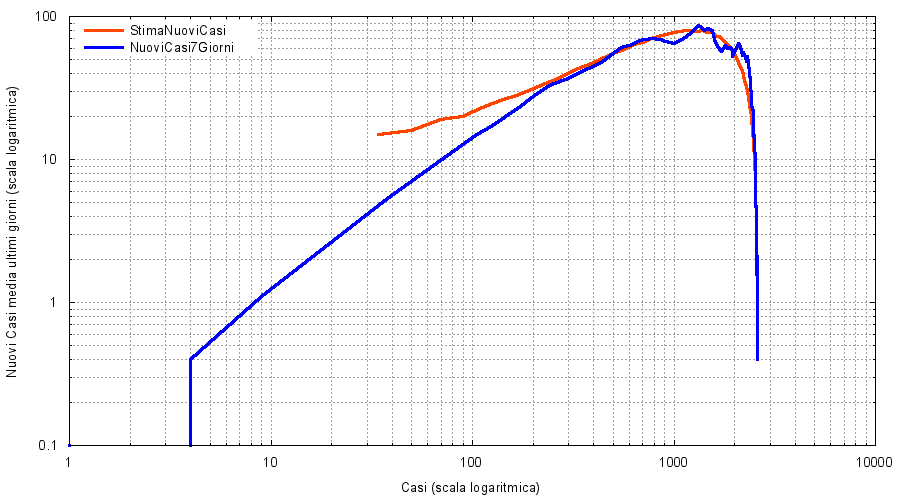 100
StimaNuoviCasi
NuoviCasi7Giorni
10
1
0.1
1
10
100
1000
10000
Nuovi Casi media ultimi giorni (scala logaritmica)
Casi (scala logaritmica)